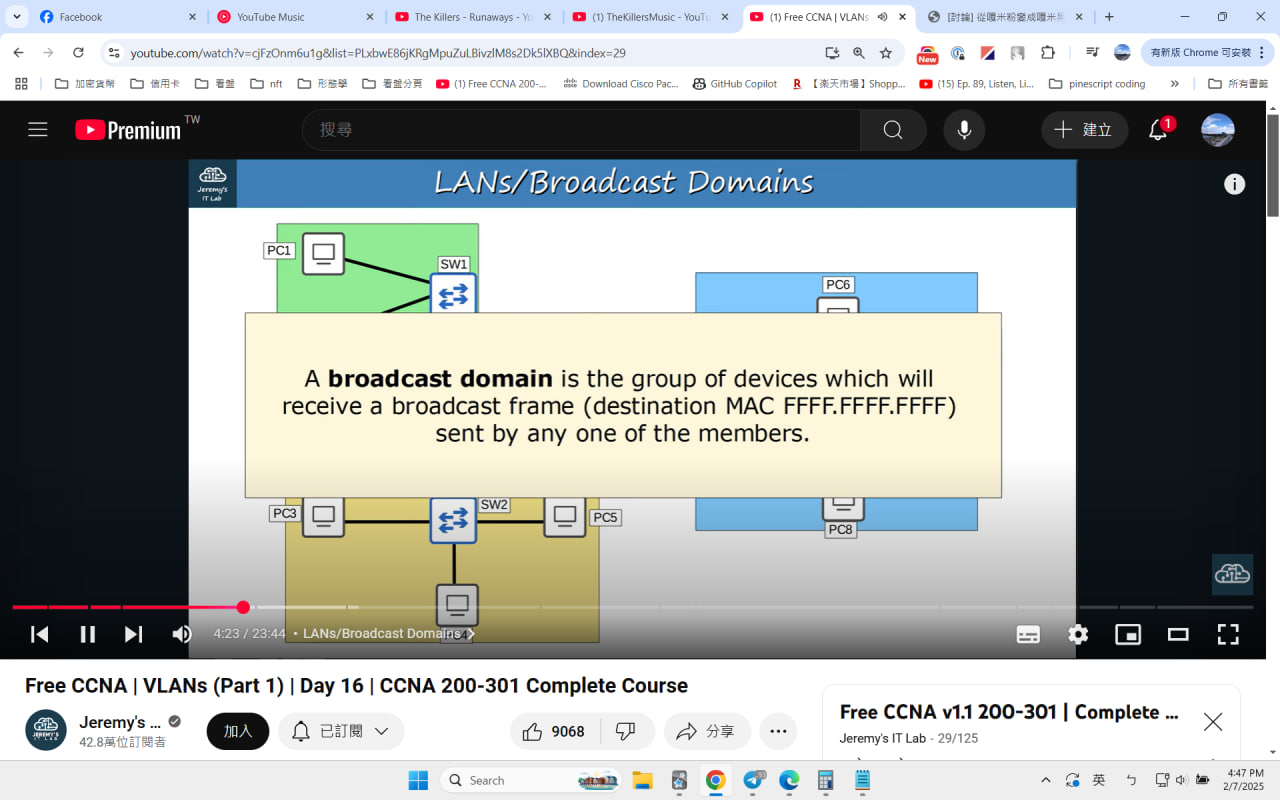 Facebook
YouTube Music
The Killers - Runaways - Yo
(1) TheKillersMusic - YouTu
(1) Free CCNA | VLANs
[討論] 從嘎米粉變成嘎米黑
youtube.com/watch?v=cjFzOnm6u1g&list=PLxbwE86jKRgMpuZuLBivzlM8s2Dk5lXBQ&index=29
New
有新版 Chrome 可安裝
加密貨幣
信用卡
看盤
nft
形態學
看盤分頁
(1) Free CCNA 200-...
Download Cisco Pac...
GitHub Copilot
【楽天市場】Shopp...
(15) Ep. 89, Listen, Li...
pinescript coding
所有書籤
Premium TW
搜尋
建立
1
Jeremy's
IT Lab
LANs/Broadcast Domains
PC1
SW1
PC6
A broadcast domain is the group of devices which will
receive a broadcast frame (destination MAC FFFF.FFFF.FFFF)
sent by any one of the members.
PC3
SW2
PC5
PC8
4:23 / 23:44 • LANs/Broadcast Domains
Free CCNA | VLANs (Part 1) | Day 16 | CCNA 200-301 Complete Course
Jeremy's ...
42.8萬位訂閱者
加入
已訂閱
9068
分享
Free CCNA v1.1 200-301 | Complete ...
Jeremy's IT Lab - 29/125
Search
英
ㄅ
4:47 PM
2/7/2025